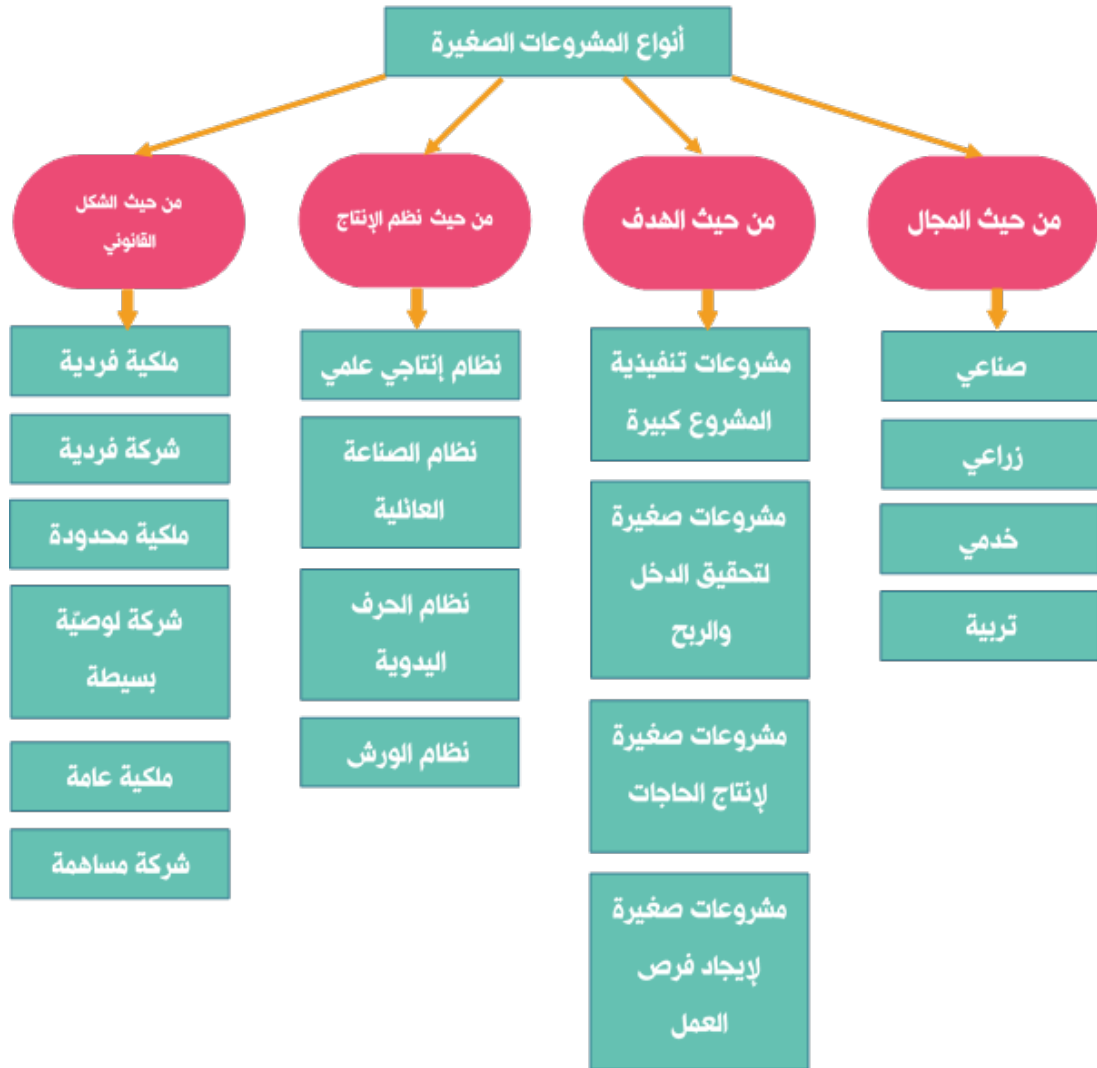 أنواع المشروعات الصغيرة
من حيث المجال
صناعي
زراعي
خدمي
تربية
من حيث الهدف
مشروعات تنفيذية
المشروع كبيرة
مشروعات صغيرة
لتحقيق الدخل
والربح
مشروعات صغيرة
لإنتاج الحاجات
مشروعات صغيرة
لإيجاد فرص
العمل
من حيث نظم الإنتاج
نظام إنتاجي علمي
نظام الصناعة
العائلية
نظام الحرف
اليدوية
نظام الورش
من حيث الشكل
القانوني
ملكية فردية
شركة فردية
ملكية محدودة
شركة لوصيّة
بسيطة
ملكية عامة
شركة مساهمة